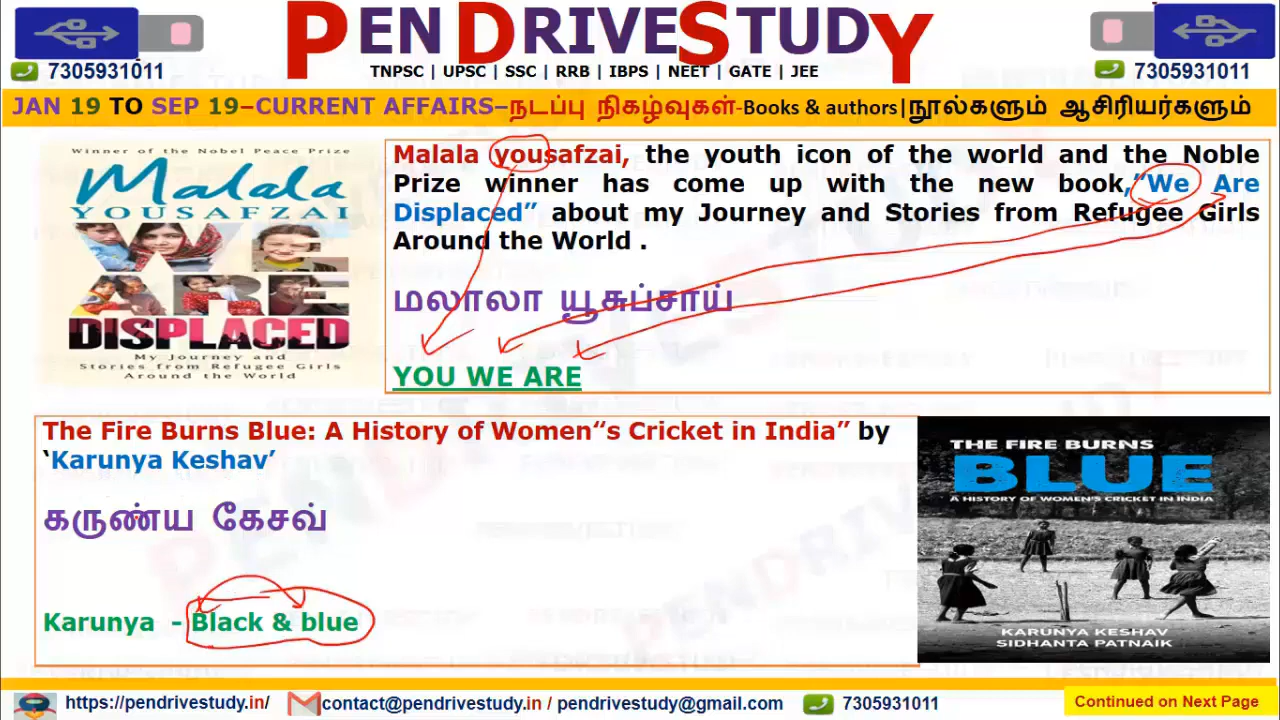 PENDRIVESTUDY
TNPSC | UPSC | SSC | RRB | IBPS | NEET | GATE | JEE
7305931011
7305931011
JAN 19 TO SEP 19–CURRENT AFFAIRS–நடப்பு நிகழ்வுகள்-Books & authors|நூல்களும் ஆசிரியர்களும்
Winner of the Nobel Peace Prize
Malala
YOUSAFZAI
WE
ARE
DISPLACED
My Journey and
Stories from Refugee Girls
Around the World
Malala yousafzai, the youth icon of the world and the Noble
Prize winner has come up with the new book,”We Are
Displaced” about my Journey and Stories from Refugee Girls
Around the World .
மலாலா யூசுப்சாய்
YOU WE ARE
The Fire Burns Blue: A History of Women“s Cricket in India” by
‘Karunya Keshav’
கருண்ய கேசவ்
Karunya - Black & blue
THE FIRE BURNS
BLUE
A HISTORY OF WOMEN'S CRICKET IN INDIA
KARUNYA KESHAV
SIDHANTA PATNAIK
https://pendrivestudy.in/
contact@pendrivestudy.in / pendrivestudy@gmail.com
7305931011
Continued on Next Page